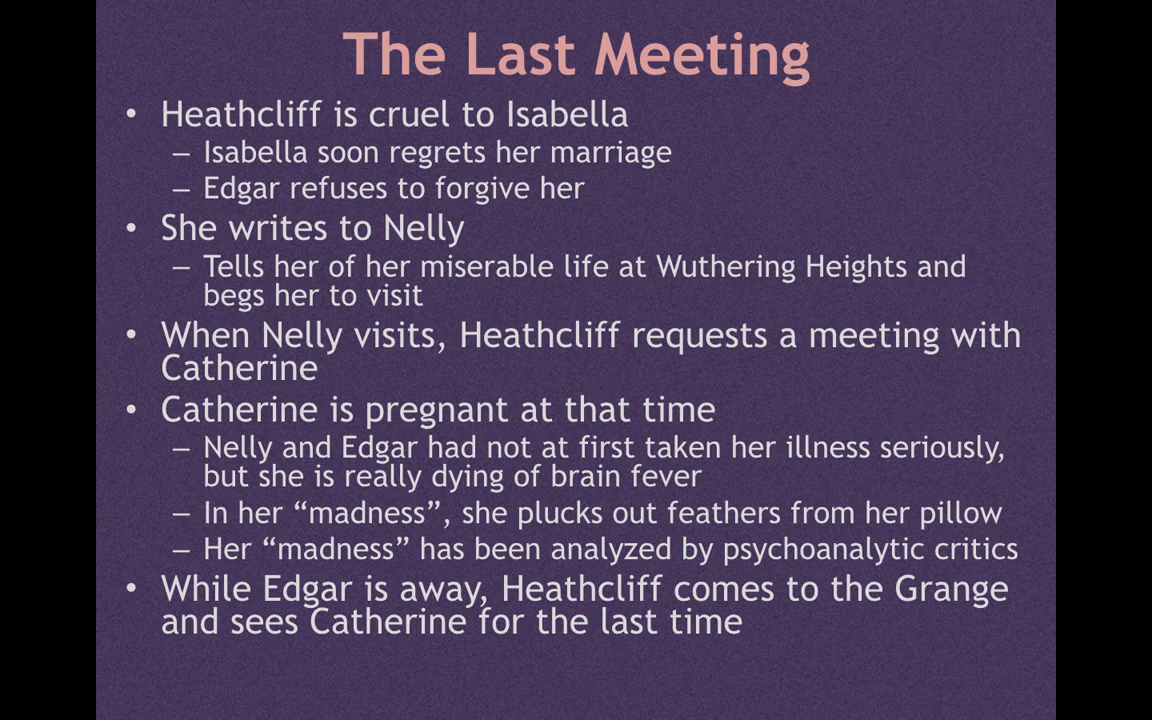 The Last Meeting
• Heathcliff is cruel to Isabella
– Isabella soon regrets her marriage
– Edgar refuses to forgive her
• She writes to Nelly
– Tells her of her miserable life at Wuthering Heights and
begs her to visit
• When Nelly visits, Heathcliff requests a meeting with
Catherine
• Catherine is pregnant at that time
– Nelly and Edgar had not at first taken her illness seriously,
but she is really dying of brain fever
– In her “madness”, she plucks out feathers from her pillow
– Her “madness” has been analyzed by psychoanalytic critics
• While Edgar is away, Heathcliff comes to the Grange
and sees Catherine for the last time